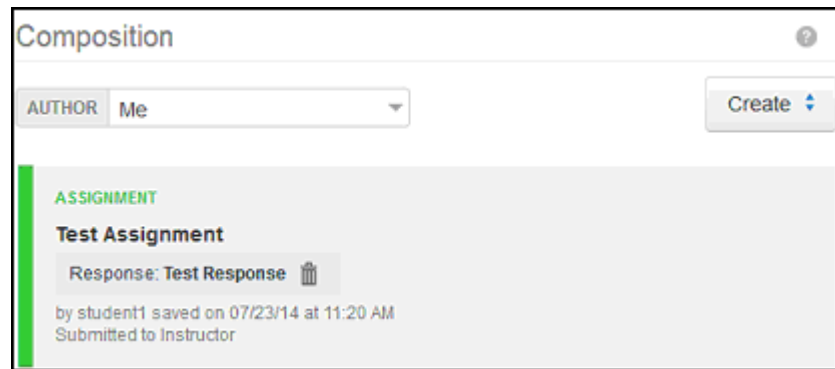 Composition
?
AUTHOR Me
Create
ASSIGNMENT
Test Assignment
Response: Test Response
by student1 saved on 07/23/14 at 11:20 AM
Submitted to Instructor